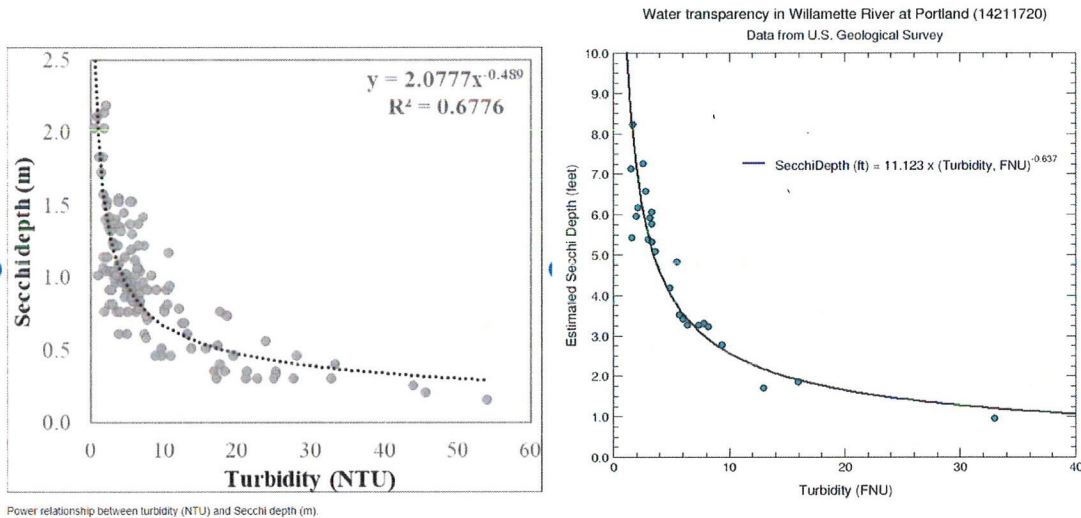 Water transparency in Willamette River at Portland (14211720)
Data from U.S. Geological Survey
2.5
2.0
1.5
1.0
0.5
0.0
Secchi depth (m)
y = 2.0777x^-0.489
R² = 0.6776
0 10 20 30 40 50 60
Turbidity (NTU)
Power relationship between turbidity (NTU) and Secchi depth (m).
10.0
9.0
8.0
7.0
6.0
5.0
4.0
3.0
2.0
1.0
0.0
Estimated Secchi Depth (feet)
SecchiDepth (ft) = 11.123 x (Turbidity, FNU)^-0.637
0 10 20 30 40
Turbidity (FNU)